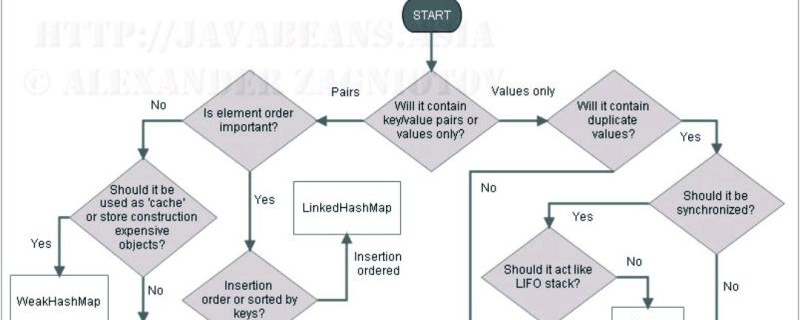 HTTP://JAVABEANS.ASIA
© ALEXANDER ZAGNIOTOV
START
Will it contain
key/value pairs or
values only?
Pairs
Values only
Is element order
important?
No
Yes
Will it contain
duplicate
values?
Yes
No
Should it be
used as 'cache'
or store construction
expensive
objects?
Yes
No
WeakHashMap
LinkedHashMap
Insertion
ordered
Insertion
order or sorted by
keys?
Should it be
synchronized?
Yes
No
Should it act like
LIFO stack?
No